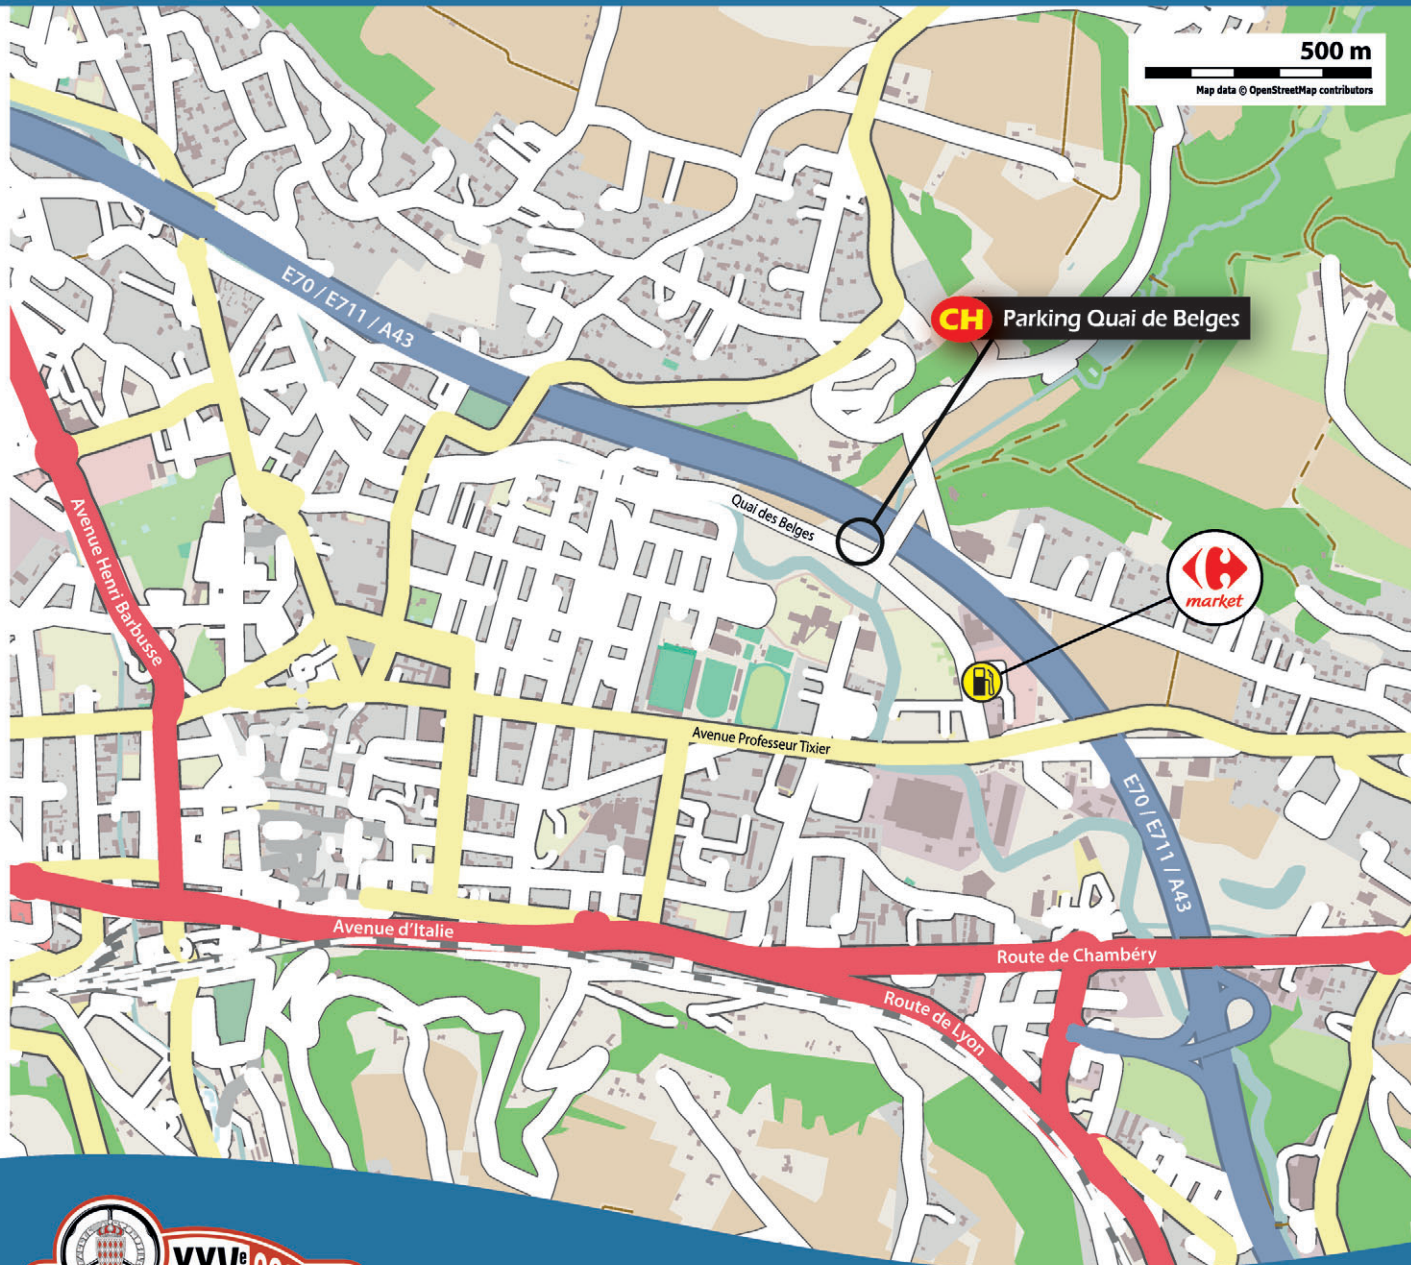 500 m
Map data © OpenStreetMap contributors
E70 / E711 / A43
CH Parking Quai de Belges
Quai des Belges
Avenue Henri Barbusse
market
Avenue Professeur Tixier
E70 / E711 / A43
Avenue d'Italie
Route de Chambéry
Route de Lyon
XXVe